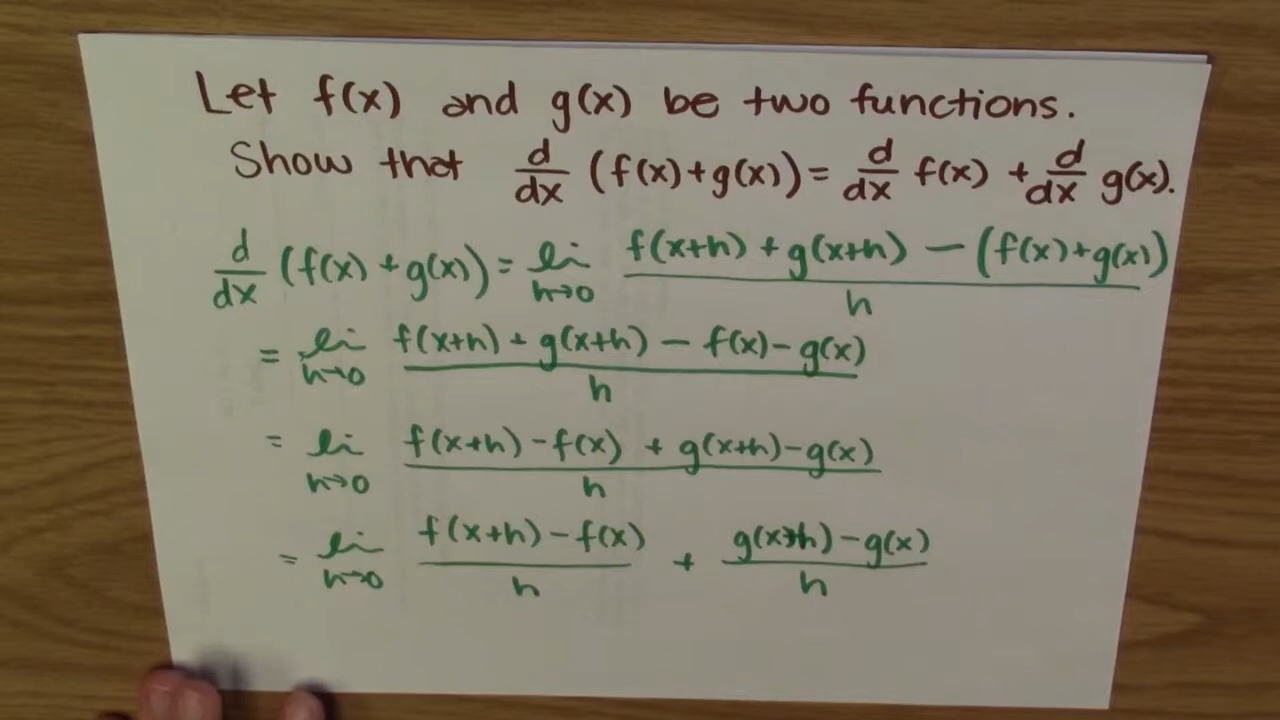 Let f(x) and g(x) be two functions.
Show that d/dx (f(x)+g(x)) = d/dx f(x) + d/dx g(x).
d/dx (f(x)+g(x)) = lim h→0 f(x+h) + g(x+h) - (f(x)+g(x)) / h
= lim h→0 f(x+h) + g(x+h) - f(x) - g(x) / h
= lim h→0 f(x+h) - f(x) + g(x+h) - g(x) / h
= lim h→0 f(x+h) - f(x) / h + g(x+h) - g(x) / h